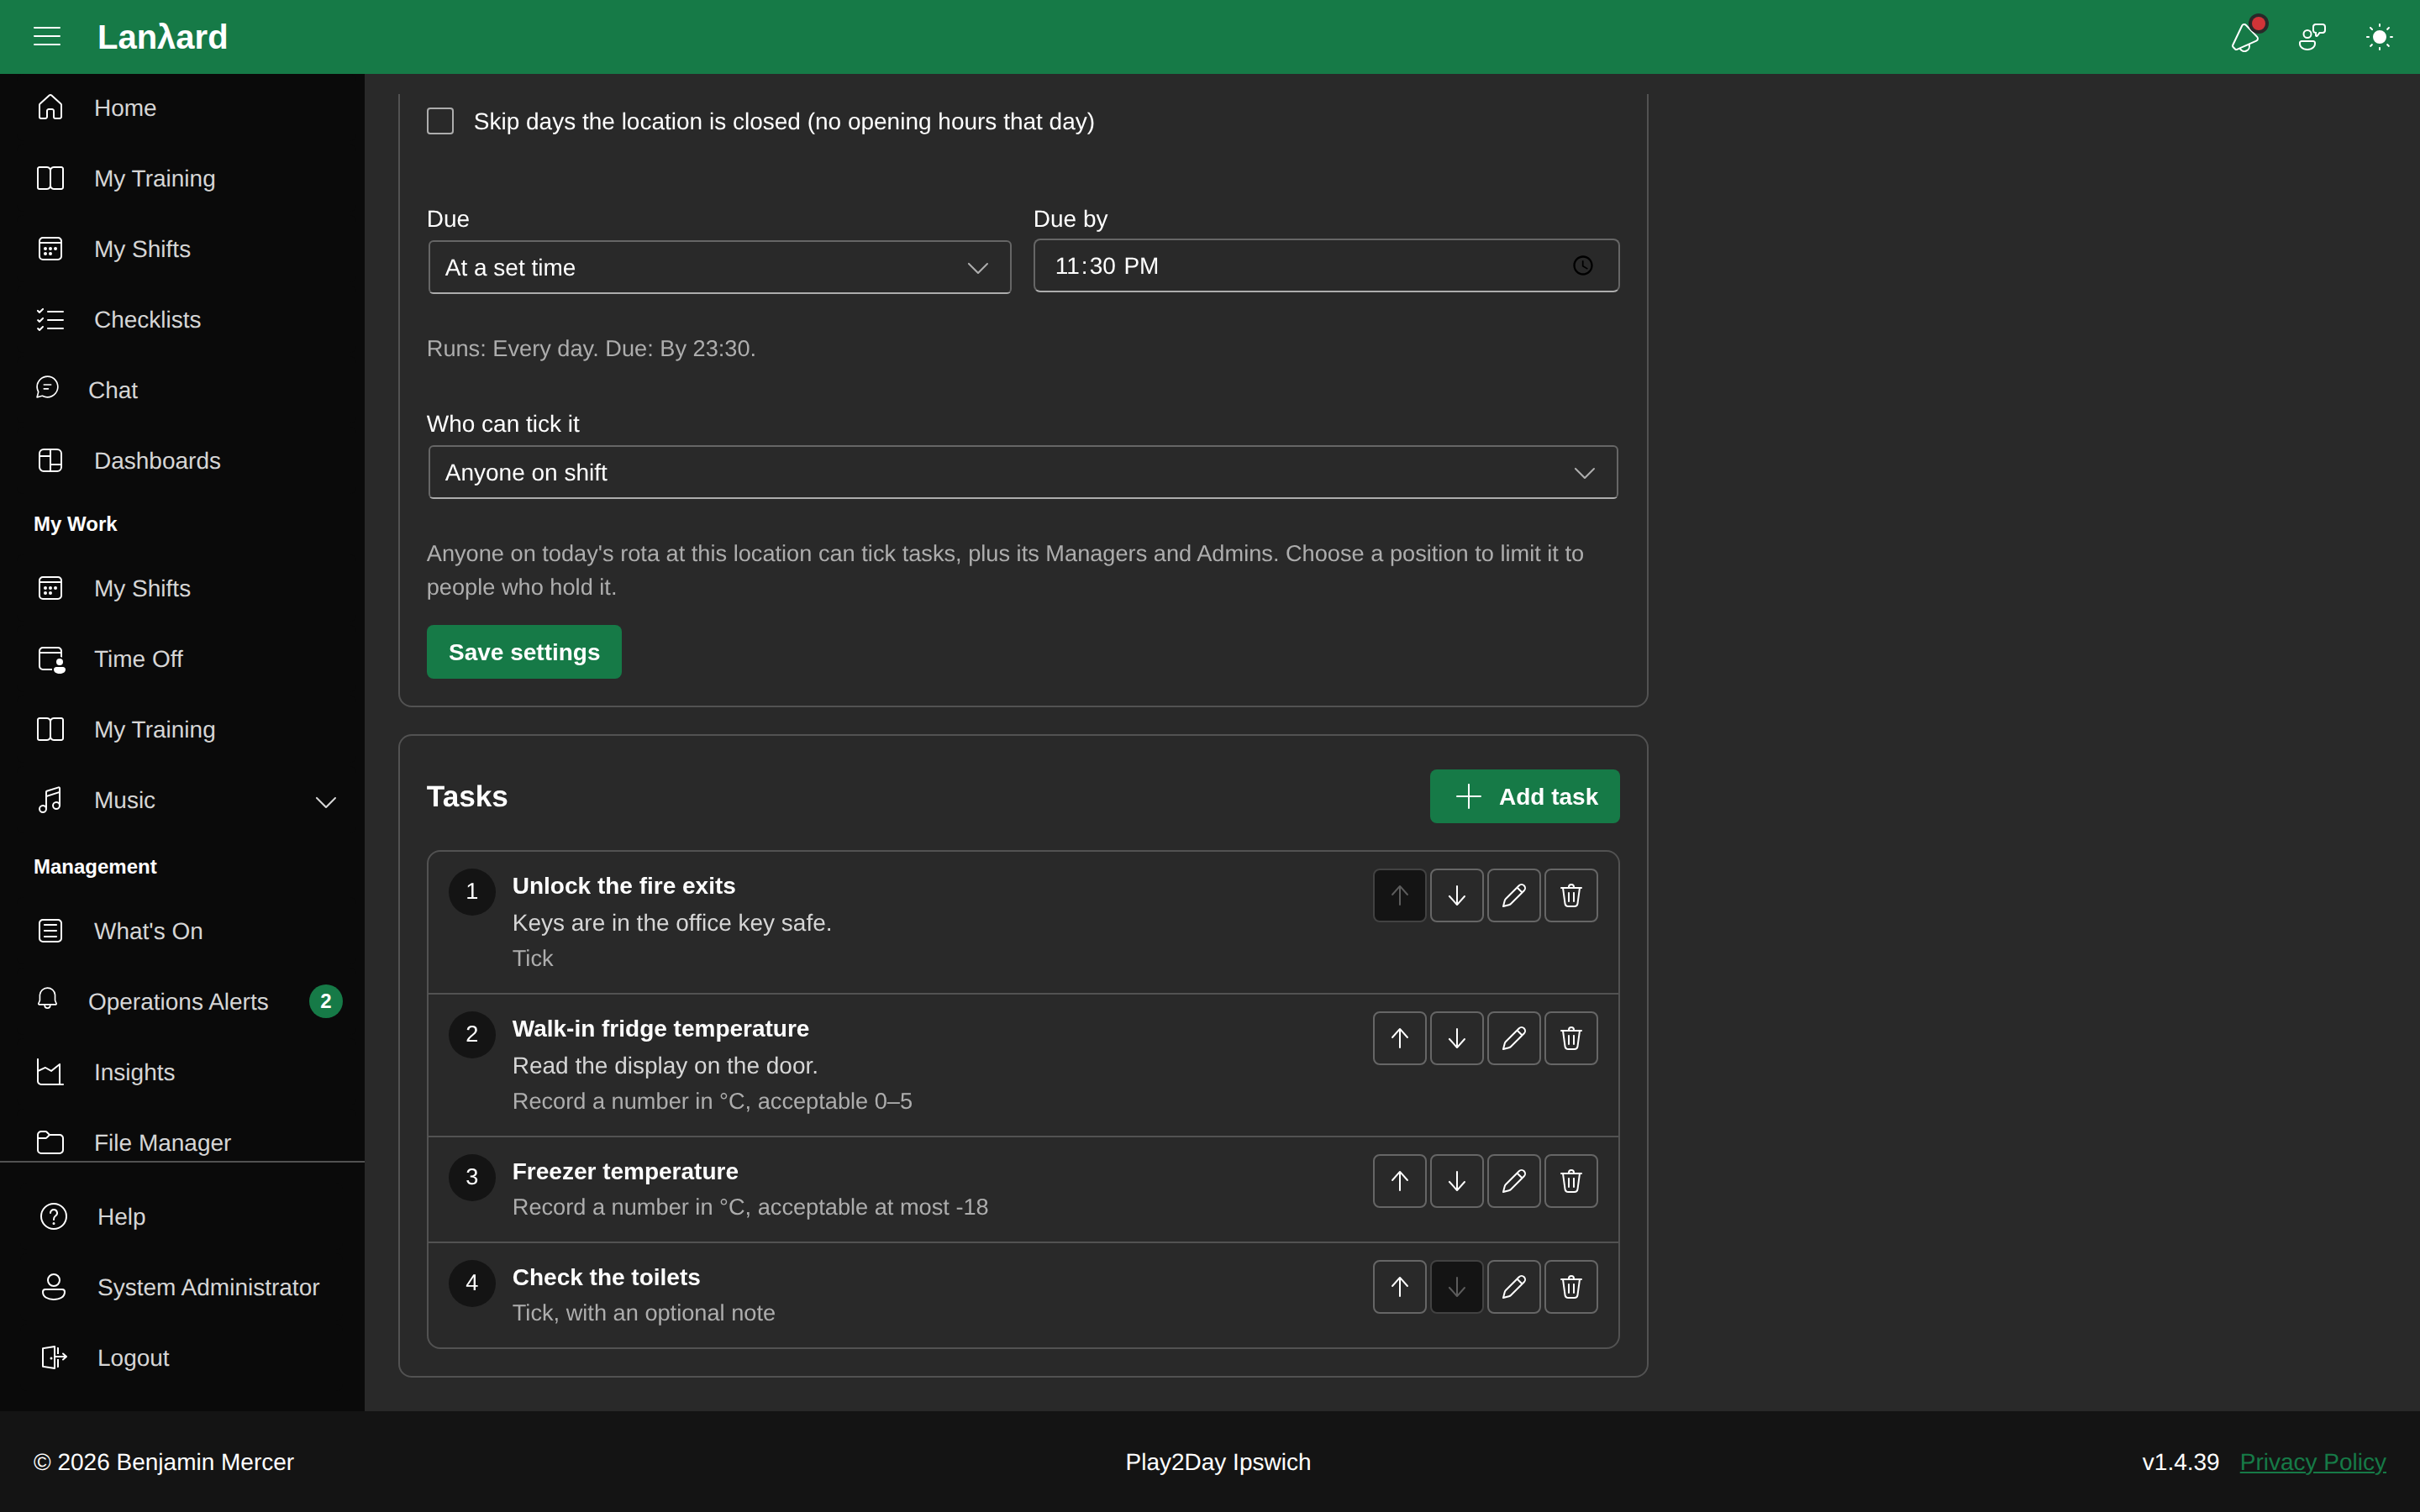 Lanλard
Home
My Training
My Shifts
Checklists
Chat
Dashboards
My Work
My Shifts
Time Off
My Training
Music
Management
What's On
Operations Alerts 2
Insights
File Manager
Help
System Administrator
Logout
Skip days the location is closed (no opening hours that day)
Due
At a set time
Due by
11:30 PM
Runs: Every day. Due: By 23:30.
Who can tick it
Anyone on shift
Anyone on today's rota at this location can tick tasks, plus its Managers and Admins. Choose a position to limit it to
people who hold it.
Save settings
Tasks
Add task
1 Unlock the fire exits
Keys are in the office key safe.
Tick
2 Walk-in fridge temperature
Read the display on the door.
Record a number in °C, acceptable 0–5
3 Freezer temperature
Record a number in °C, acceptable at most -18
4 Check the toilets
Tick, with an optional note
© 2026 Benjamin Mercer
Play2Day Ipswich
v1.4.39 Privacy Policy